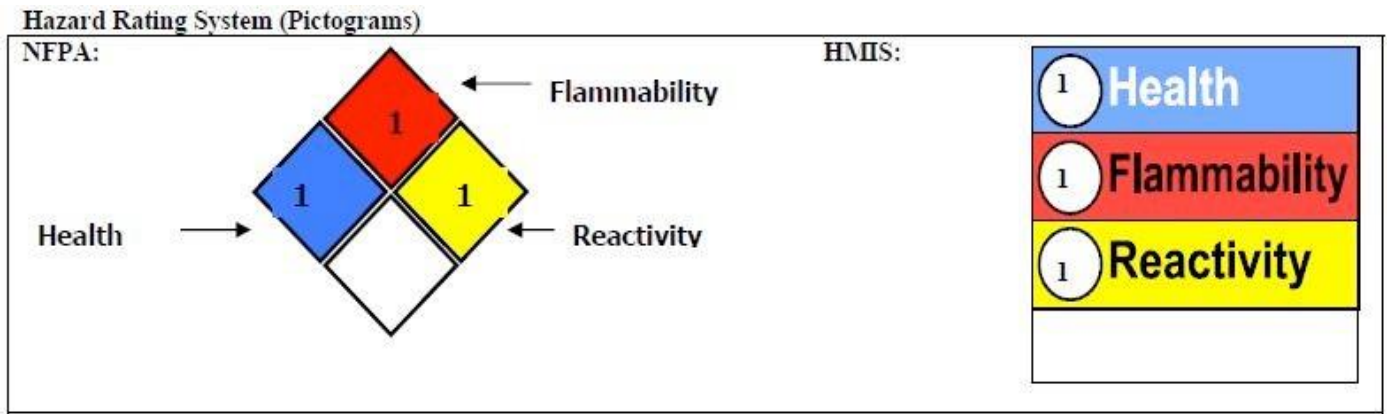 Hazard Rating System (Pictograms)
NFPA:
HMIS:
1
Flammability
1
1
Health
Reactivity
1 Health
1 Flammability
1 Reactivity